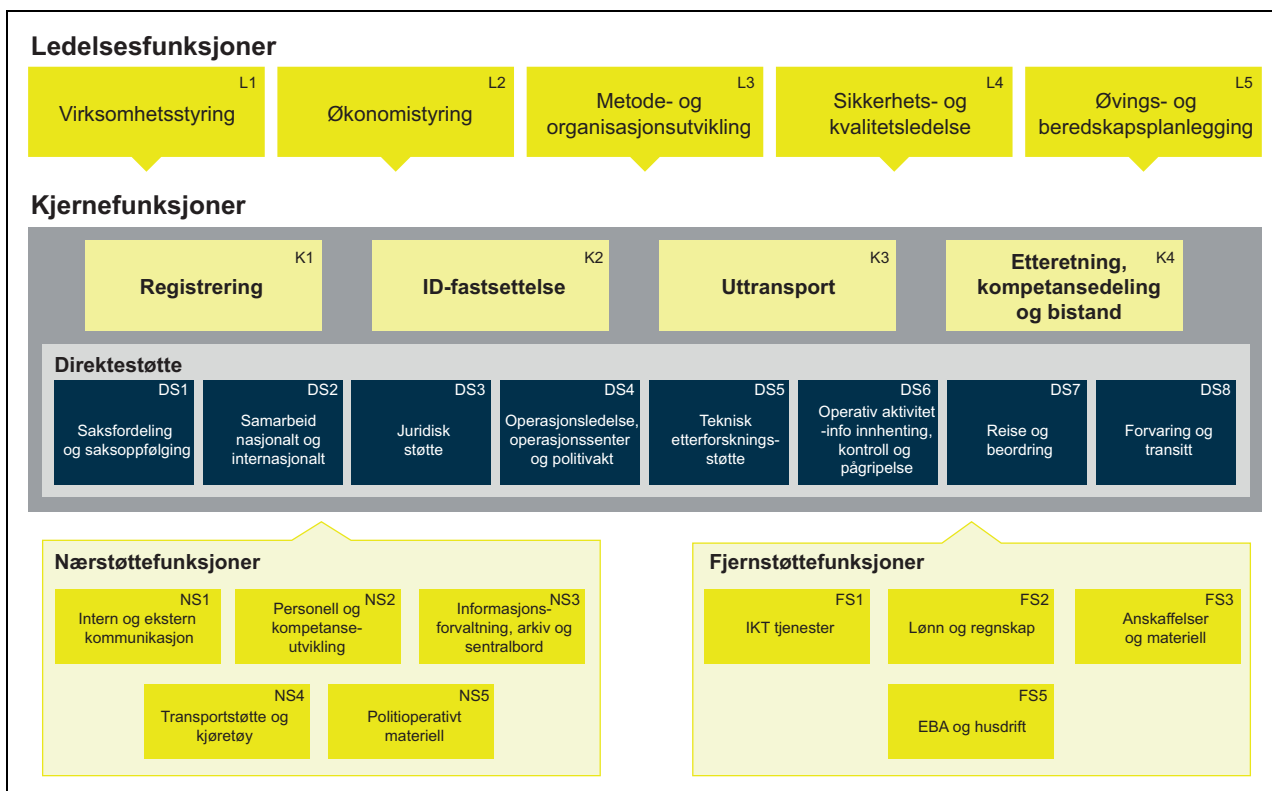 Ledelsesfunksjoner
L1
Virksomhetsstyring
L2
Økonomistyring
L3
Metode- og
organisasjonsutvikling
L4
Sikkerhets- og
kvalitetsledelse
L5
Øvings- og
beredskapsplanlegging
Kjernefunksjoner
K1
Registrering
K2
ID-fastsettelse
K3
Uttransport
K4
Etteretning,
kompetansedeling
og bistand
Direktestøtte
DS1
Saksfordeling
og saksoppfølging
DS2
Samarbeid
nasjonalt og
internasjonalt
DS3
Juridisk
støtte
DS4
Operasjonsledelse,
operasjonssenter
og politivakt
DS5
Teknisk
etterforsknings-
støtte
DS6
Operativ aktivitet
-info innhenting,
kontroll og
pågripelse
DS7
Reise og
beordring
DS8
Forvaring og
transitt
Nærstøttefunksjoner
NS1
Intern og ekstern
kommunikasjon
NS2
Personell og
kompetanse-
utvikling
NS3
Informasjons-
forvaltning, arkiv og
sentralbord
NS4
Transportstøtte og
kjøretøy
NS5
Politioperativt
materiell
Fjernstøttefunksjoner
FS1
IKT tjenester
FS2
Lønn og regnskap
FS3
Anskaffelser
og materiell
FS5
EBA og husdrift